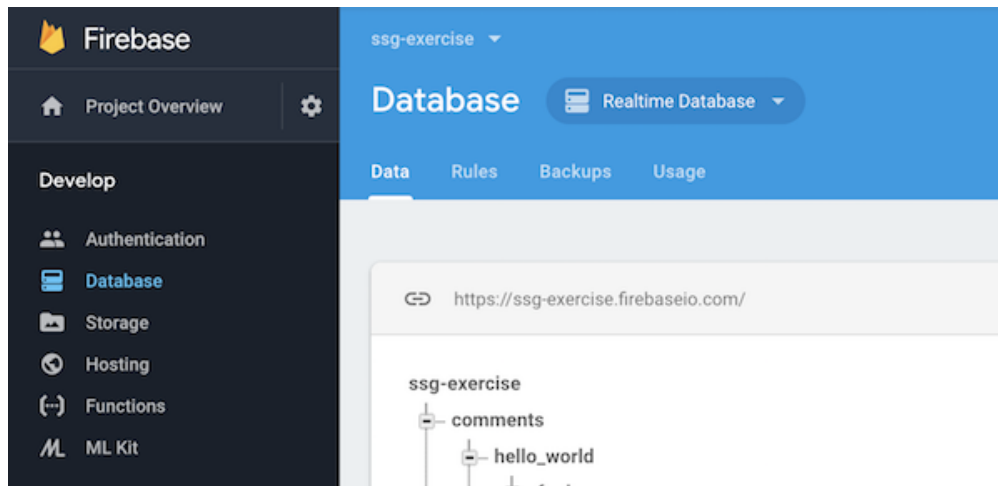 Firebase
Project Overview
Develop
Authentication
Database
Storage
Hosting
Functions
ML Kit
ssg-exercise
Database
Realtime Database
Data Rules Backups Usage
https://ssg-exercise.firebaseio.com/
ssg-exercise
comments
hello_world